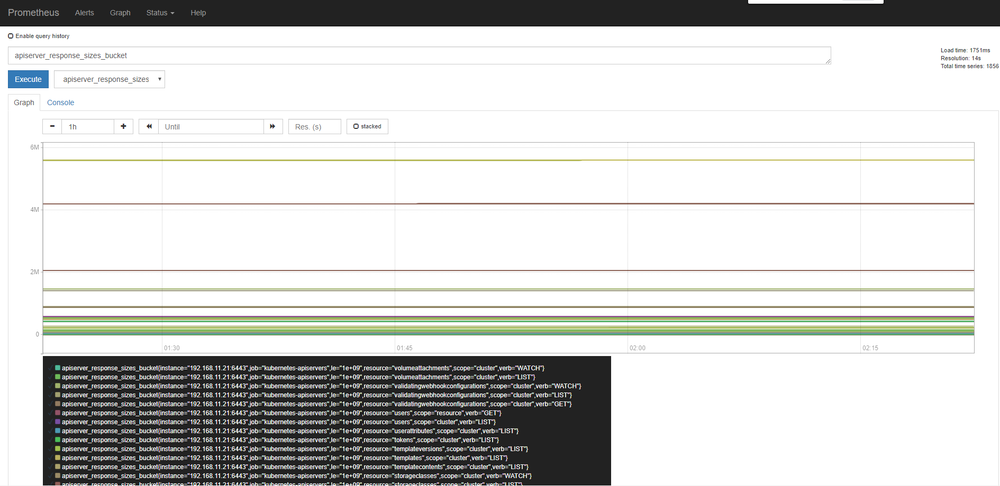 Prometheus Alerts Graph Status Help
Enable query history
apiserver_response_sizes_bucket
Load time: 1751ms
Resolution: 14s
Total time series: 1856
Execute apiserver_response_sizes
Graph Console
1h Until Res. (s) stacked
6M
4M
2M
0
01:30 01:45 02:00 02:15
apiserver_response_sizes_bucket{instance="192.168.11.21:6443",job="kubernetes-apiservers",le="1e+09",resource="volumeattachments",scope="cluster",verb="WATCH"}
apiserver_response_sizes_bucket{instance="192.168.11.21:6443",job="kubernetes-apiservers",le="1e+09",resource="volumeattachments",scope="cluster",verb="LIST"}
apiserver_response_sizes_bucket{instance="192.168.11.21:6443",job="kubernetes-apiservers",le="1e+09",resource="validatingwebhookconfigurations",scope="cluster",verb="WATCH"}
apiserver_response_sizes_bucket{instance="192.168.11.21:6443",job="kubernetes-apiservers",le="1e+09",resource="validatingwebhookconfigurations",scope="cluster",verb="LIST"}
apiserver_response_sizes_bucket{instance="192.168.11.21:6443",job="kubernetes-apiservers",le="1e+09",resource="validatingwebhookconfigurations",scope="cluster",verb="GET"}
apiserver_response_sizes_bucket{instance="192.168.11.21:6443",job="kubernetes-apiservers",le="1e+09",resource="users",scope="resource",verb="GET"}
apiserver_response_sizes_bucket{instance="192.168.11.21:6443",job="kubernetes-apiservers",le="1e+09",resource="users",scope="cluster",verb="LIST"}
apiserver_response_sizes_bucket{instance="192.168.11.21:6443",job="kubernetes-apiservers",le="1e+09",resource="userattributes",scope="cluster",verb="LIST"}
apiserver_response_sizes_bucket{instance="192.168.11.21:6443",job="kubernetes-apiservers",le="1e+09",resource="tokens",scope="cluster",verb="LIST"}
apiserver_response_sizes_bucket{instance="192.168.11.21:6443",job="kubernetes-apiservers",le="1e+09",resource="templateversions",scope="cluster",verb="LIST"}
apiserver_response_sizes_bucket{instance="192.168.11.21:6443",job="kubernetes-apiservers",le="1e+09",resource="templates",scope="cluster",verb="LIST"}
apiserver_response_sizes_bucket{instance="192.168.11.21:6443",job="kubernetes-apiservers",le="1e+09",resource="templatecontents",scope="cluster",verb="LIST"}
apiserver_response_sizes_bucket{instance="192.168.11.21:6443",job="kubernetes-apiservers",le="1e+09",resource="storageclasses",scope="cluster",verb="WATCH"}
apiserver_response_sizes_bucket{instance="192.168.11.21:6443",job="kubernetes-apiservers",le="1e+09",resource="storageclasses",scope="cluster",verb="LIST"}